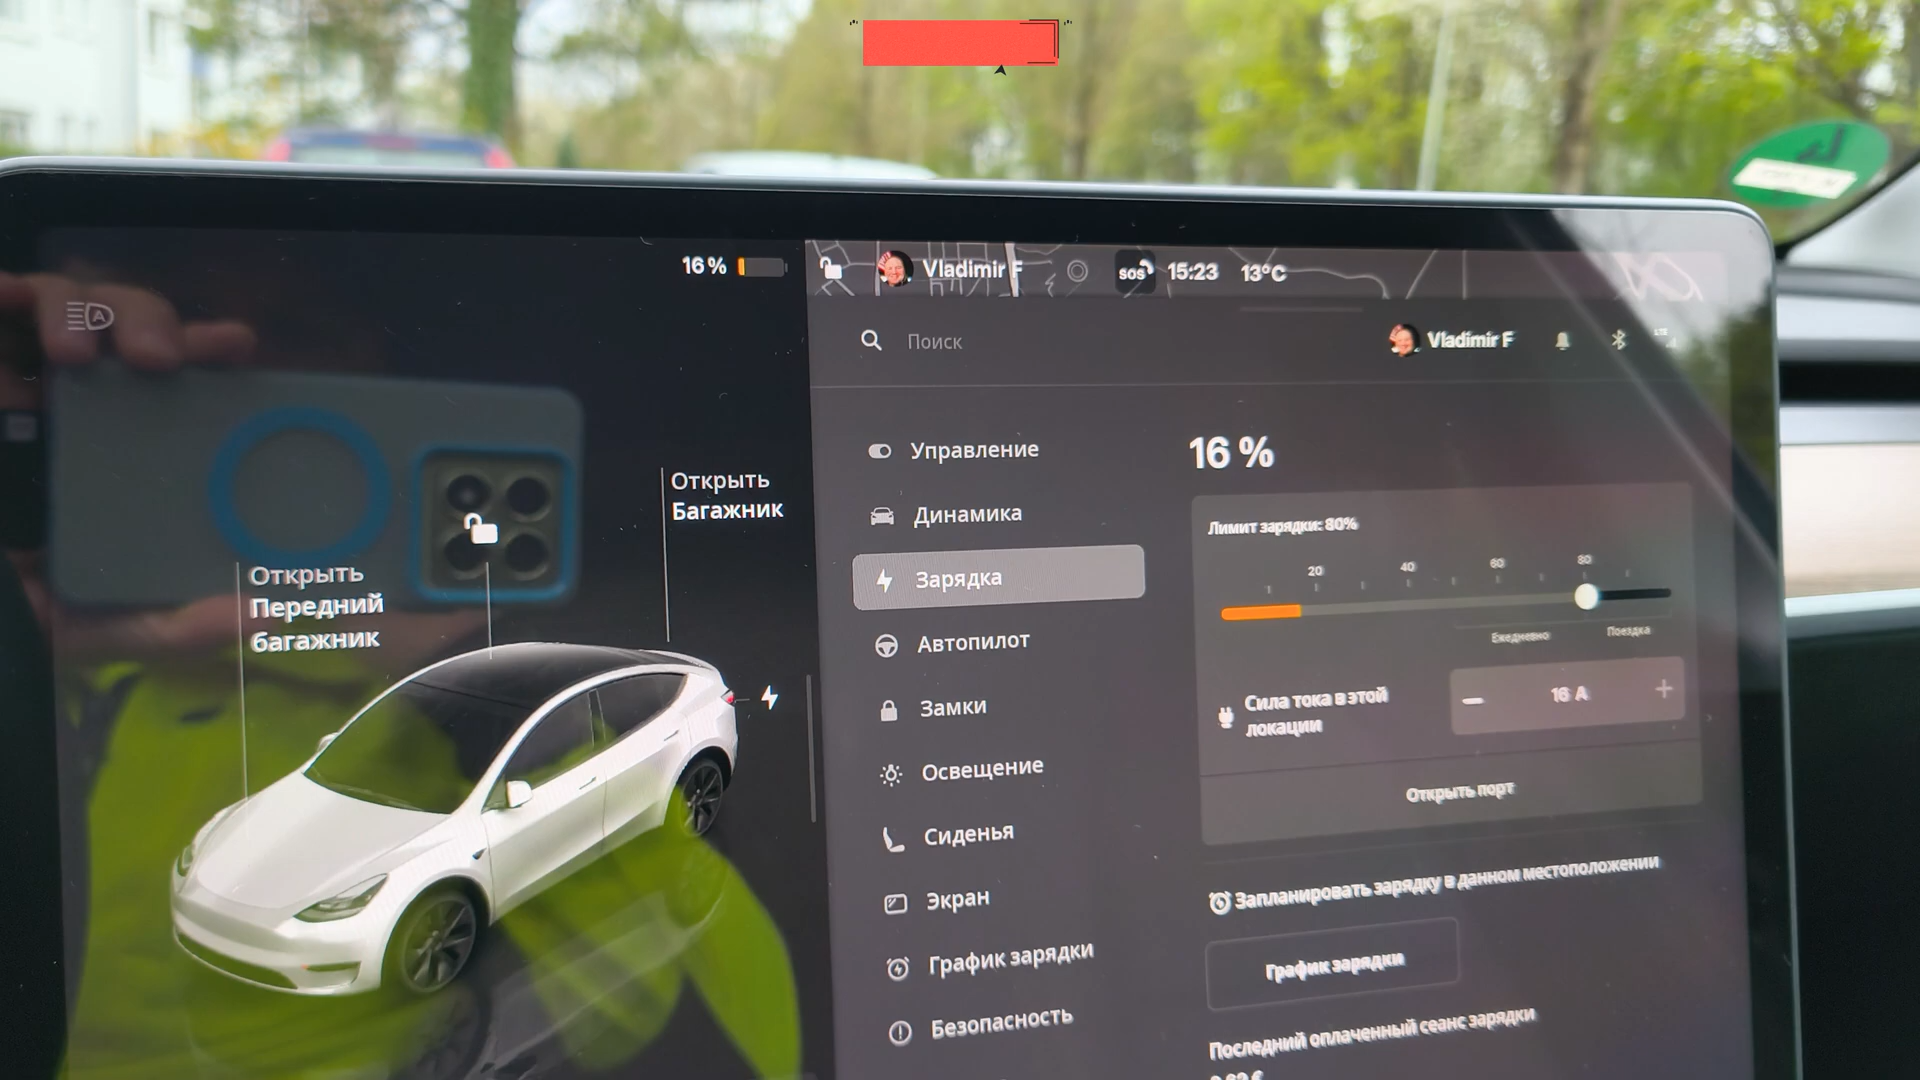 16 %
Vladimir F
sos
15:23
13°C
Поиск
Vladimir F
LTE
Открыть
Багажник
Открыть
Передний
багажник
Управление
Динамика
Зарядка
Автопилот
Замки
Освещение
Сиденья
Экран
График зарядки
Безопасность
16 %
Лимит зарядки: 80%
20 40 60 80
Ежедневно Поездка
Сила тока в этой
локации
16 A
Открыть порт
Запланировать зарядку в данном местоположении
График зарядки
Последний оплаченный сеанс зарядки